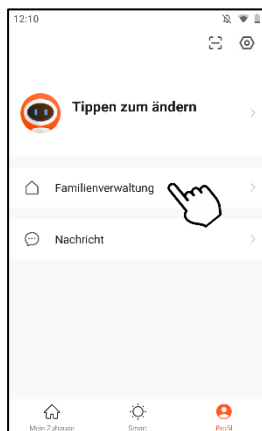 12:10
Tippen zum ändern
Familienverwaltung
Nachricht
Mein Zuhause
Smart
Profil